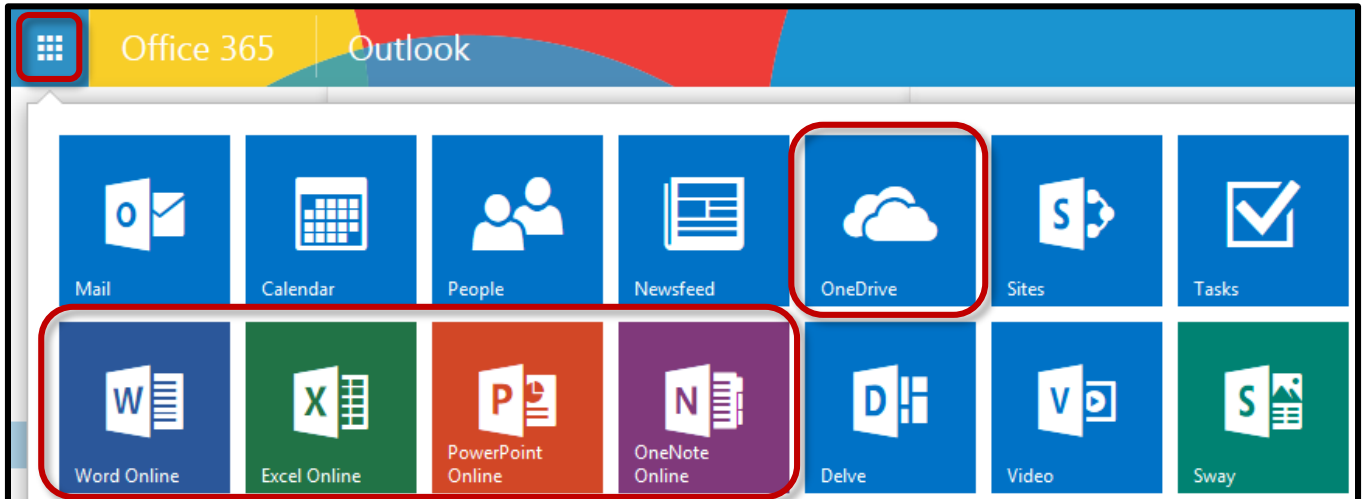 Office 365 Outlook
O
S
Mail Calendar People Newsfeed OneDrive Sites Tasks
W X P N D V S
Word Online Excel Online PowerPoint Online OneNote Online Delve Video Sway